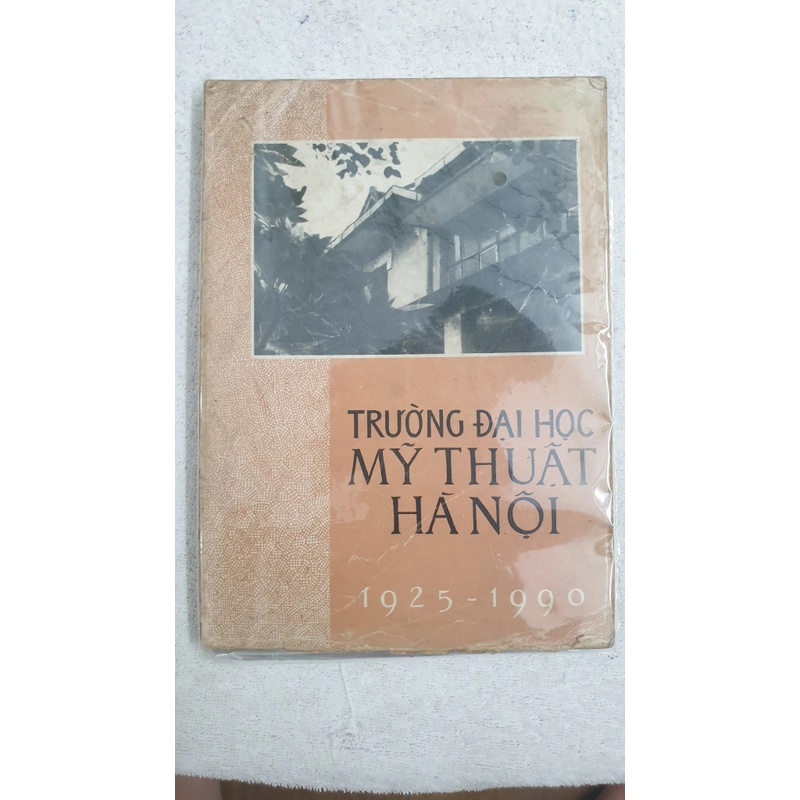 TRƯỜNG ĐẠI HỌC
MỸ THUẬT
HÀ NỘI
1925 - 1990